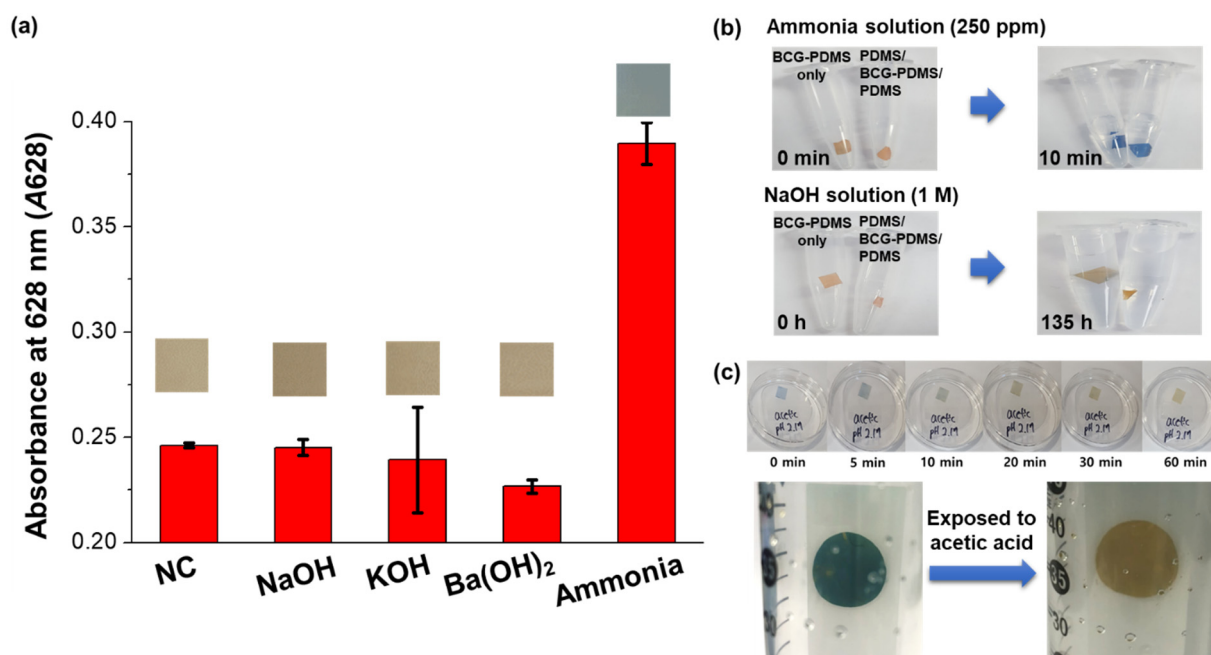 (a)
Absorbance at 628 nm (A628)
0.40
0.35
0.30
0.25
0.20
NC
NaOH
KOH
Ba(OH)2
Ammonia
(b)
Ammonia solution (250 ppm)
BCG-PDMS
only
PDMS/
BCG-PDMS/
PDMS
0 min
10 min
NaOH solution (1 M)
BCG-PDMS
only
PDMS/
BCG-PDMS/
PDMS
0 h
135 h
(c)
acetic
pH 2.19
acetic
pH 2.19
acetic
pH 2.19
acetic
pH 2.19
acetic
pH 2.19
acetic
pH 2.19
0 min
5 min
10 min
20 min
30 min
60 min
Exposed to
acetic acid
40
35
30